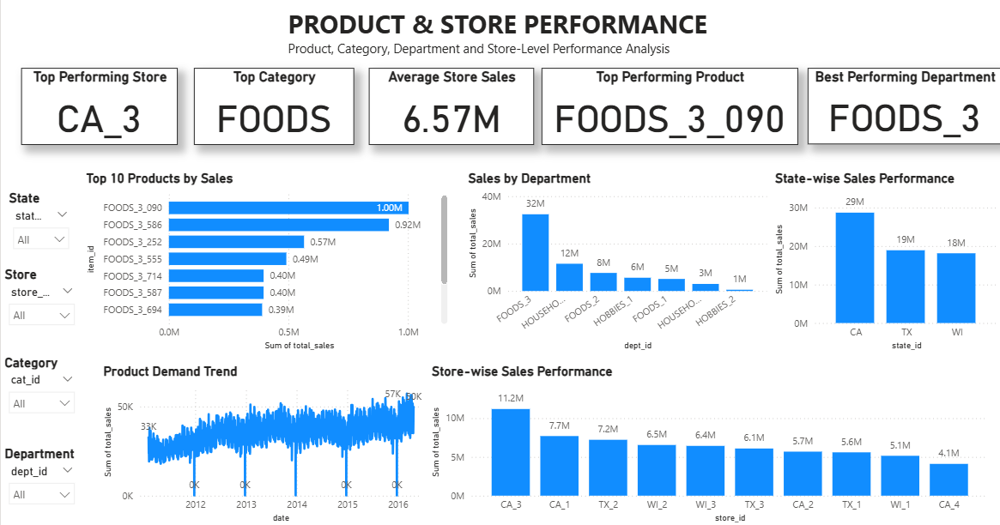 PRODUCT & STORE PERFORMANCE
Product, Category, Department and Store-Level Performance Analysis
Top Performing Store
CA_3
Top Category
FOODS
Average Store Sales
6.57M
Top Performing Product
FOODS_3_090
Best Performing Department
FOODS_3
State
stat...
All
Store
store_...
All
Category
cat_id
All
Department
dept_id
All
Top 10 Products by Sales
item_id
FOODS_3_090 1.00M
FOODS_3_586 0.92M
FOODS_3_252 0.57M
FOODS_3_555 0.49M
FOODS_3_714 0.40M
FOODS_3_587 0.40M
FOODS_3_694 0.39M
0.0M 0.5M 1.0M
Sum of total_sales
Sales by Department
Sum of total_sales
40M
20M
0M
32M 12M 8M 6M 5M 3M 1M
FOODS_3 HOUSEHO... FOODS_2 HOBBIES_1 FOODS_1 HOUSEHO... HOBBIES_2
dept_id
State-wise Sales Performance
Sum of total_sales
30M
20M
10M
0M
29M 19M 18M
CA TX WI
state_id
Product Demand Trend
Sum of total_sales
50K
0K
33K 0K 0K 0K 0K 57K
2012 2013 2014 2015 2016
date
Store-wise Sales Performance
Sum of total_sales
10M
5M
0M
11.2M 7.7M 7.2M 6.5M 6.4M 6.1M 5.7M 5.6M 5.1M 4.1M
CA_3 CA_1 TX_2 WI_2 WI_3 TX_3 CA_2 TX_1 WI_1 CA_4
store_id